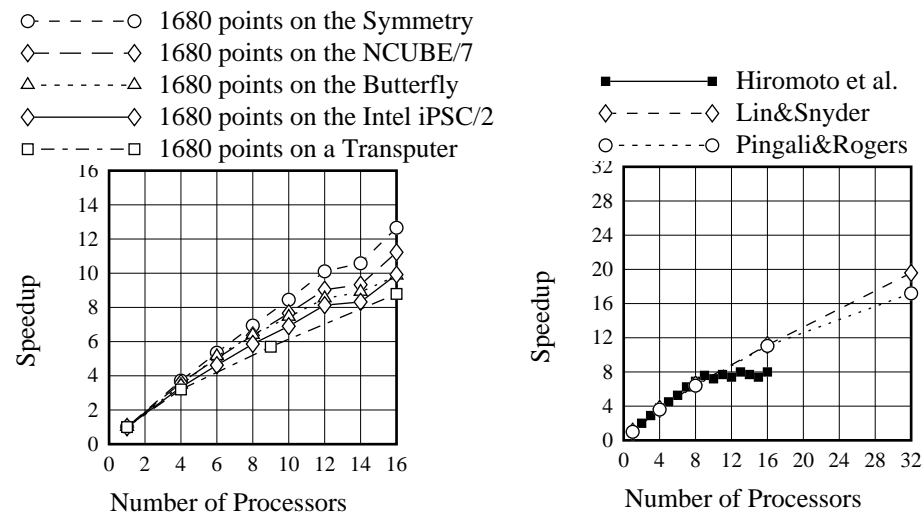 1680 points on the Symmetry
1680 points on the NCUBE/7
1680 points on the Butterfly
1680 points on the Intel iPSC/2
1680 points on a Transputer
16
14
12
10
8
6
4
2
0
Speedup
0 2 4 6 8 10 12 14 16
Number of Processors
Hiromoto et al.
Lin&Snyder
Pingali&Rogers
32
28
24
20
16
12
8
4
0
Speedup
0 4 8 12 16 20 24 28 32
Number of Processors